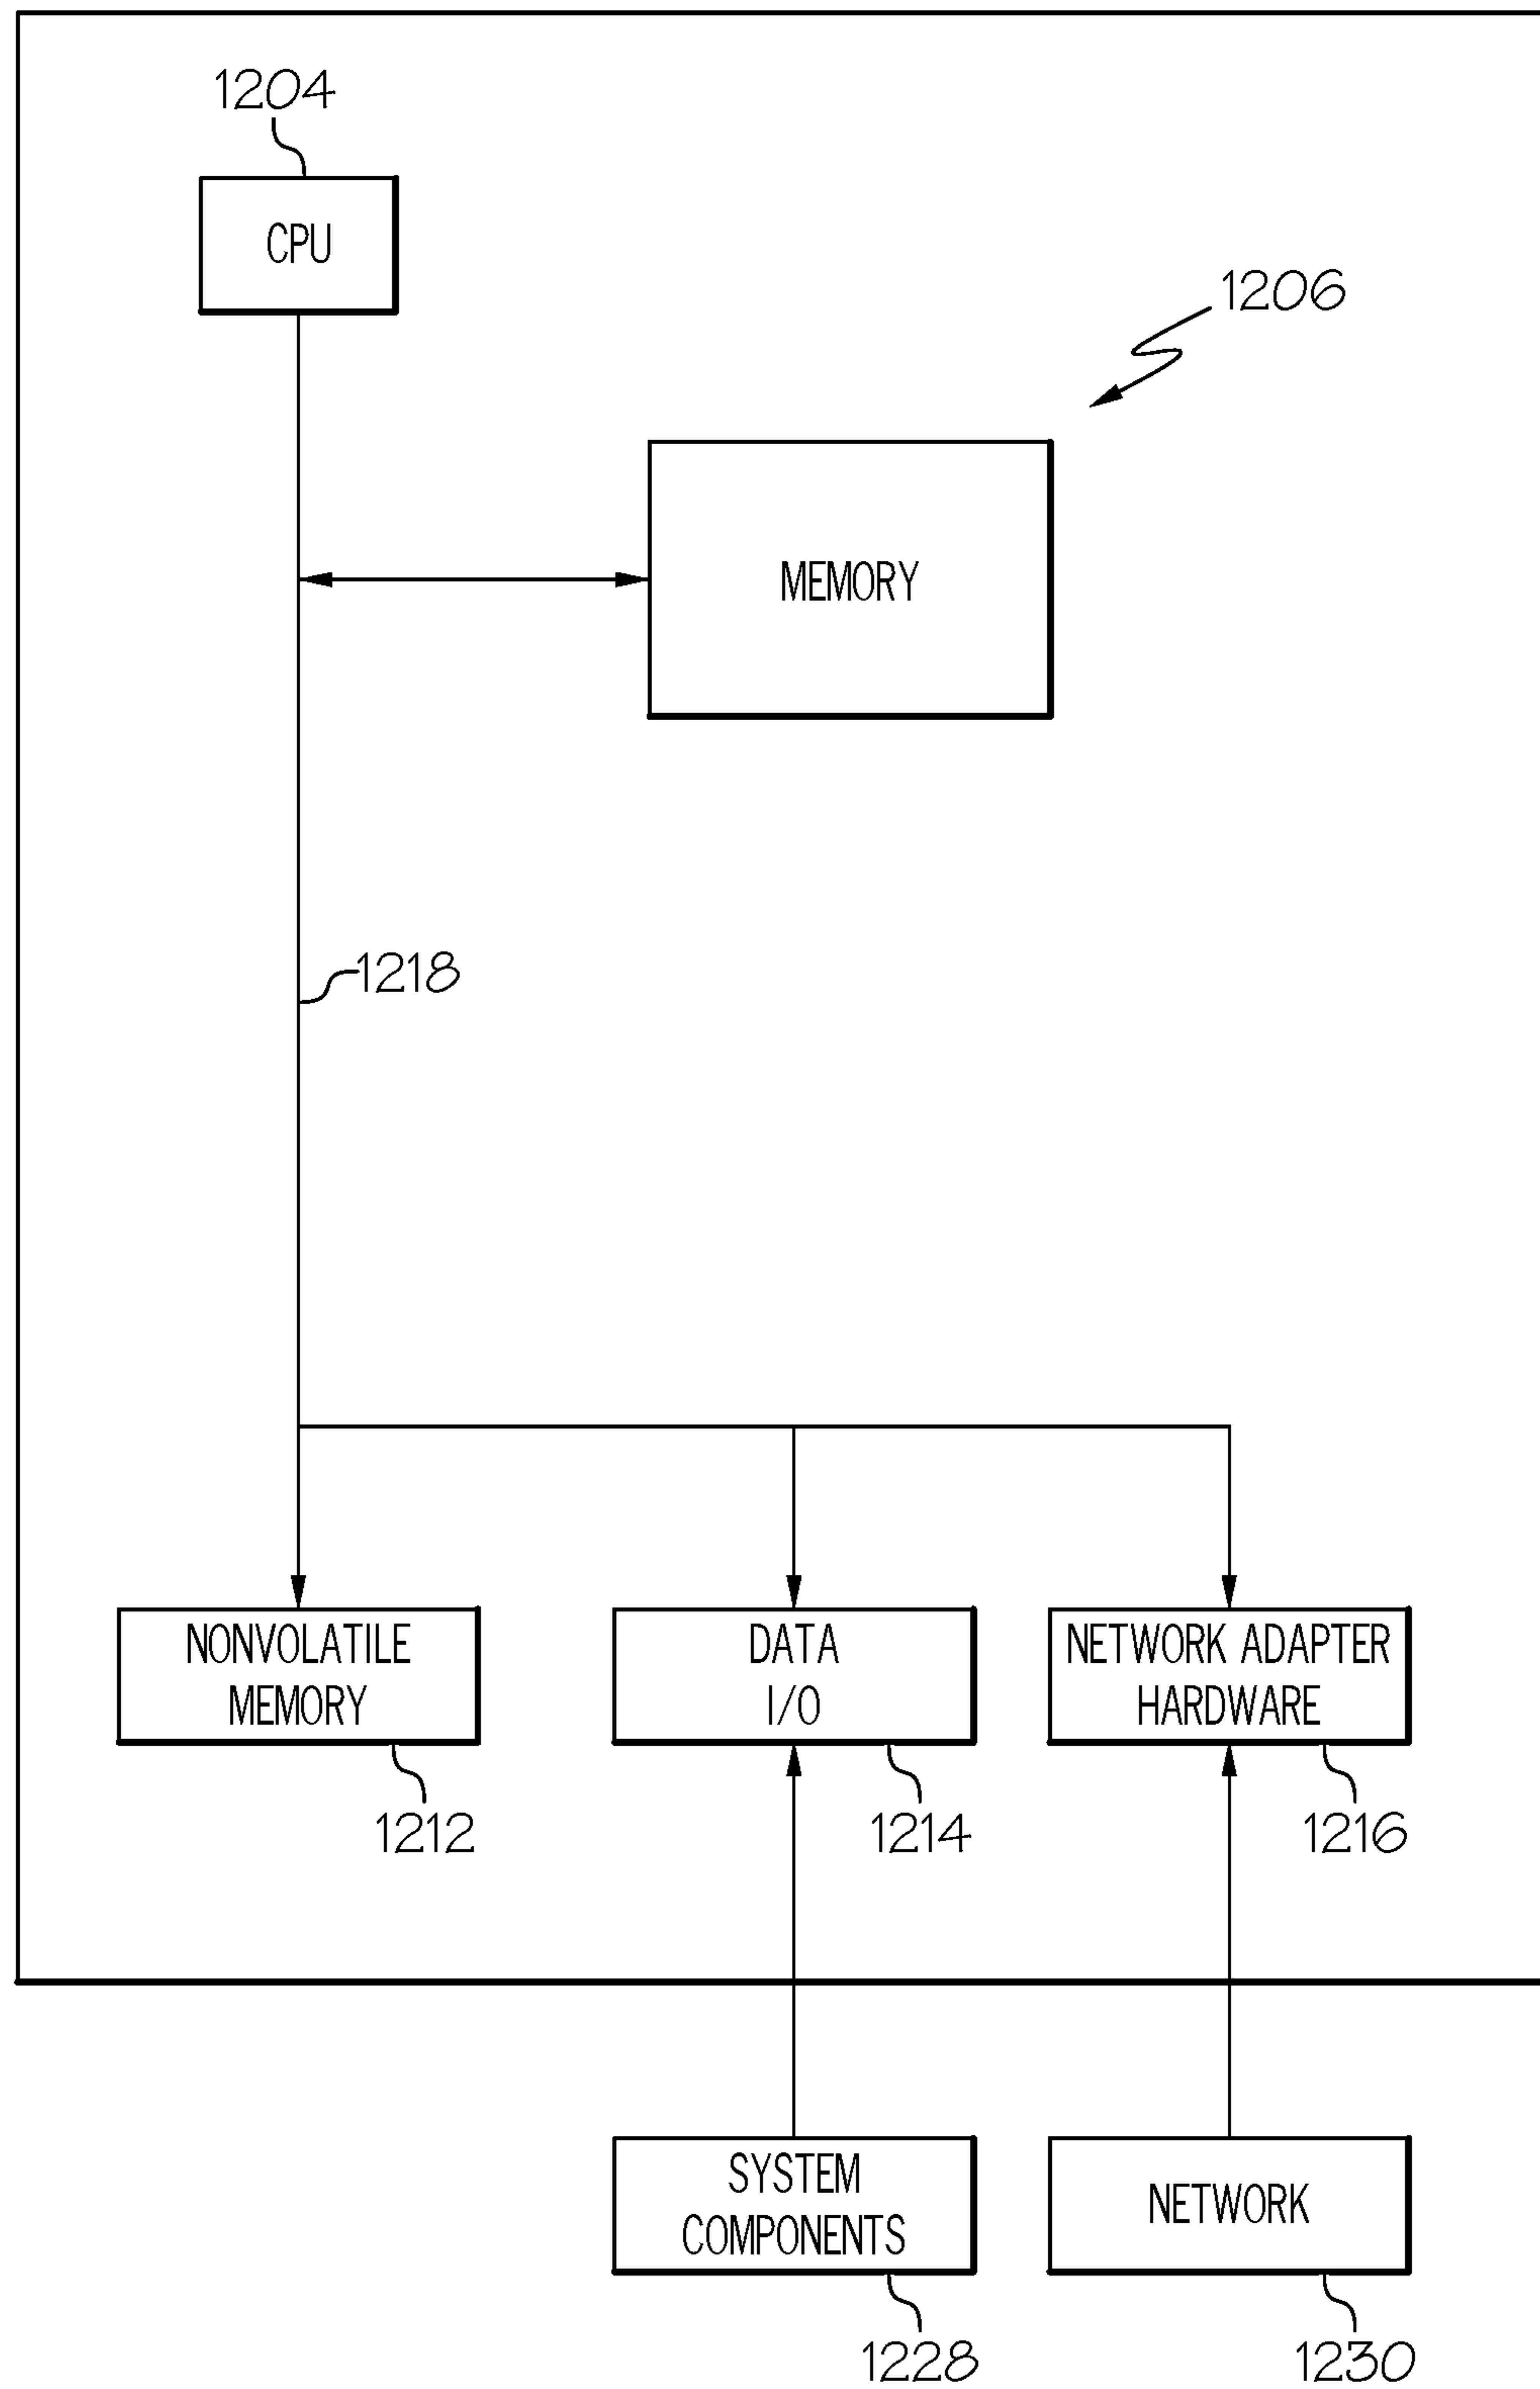 1204
CPU
1206
MEMORY
1218
NONVOLATILE
MEMORY
DATA
I/O
NETWORK ADAPTER
HARDWARE
1212
1214
1216
SYSTEM
COMPONENTS
NETWORK
1228
1230